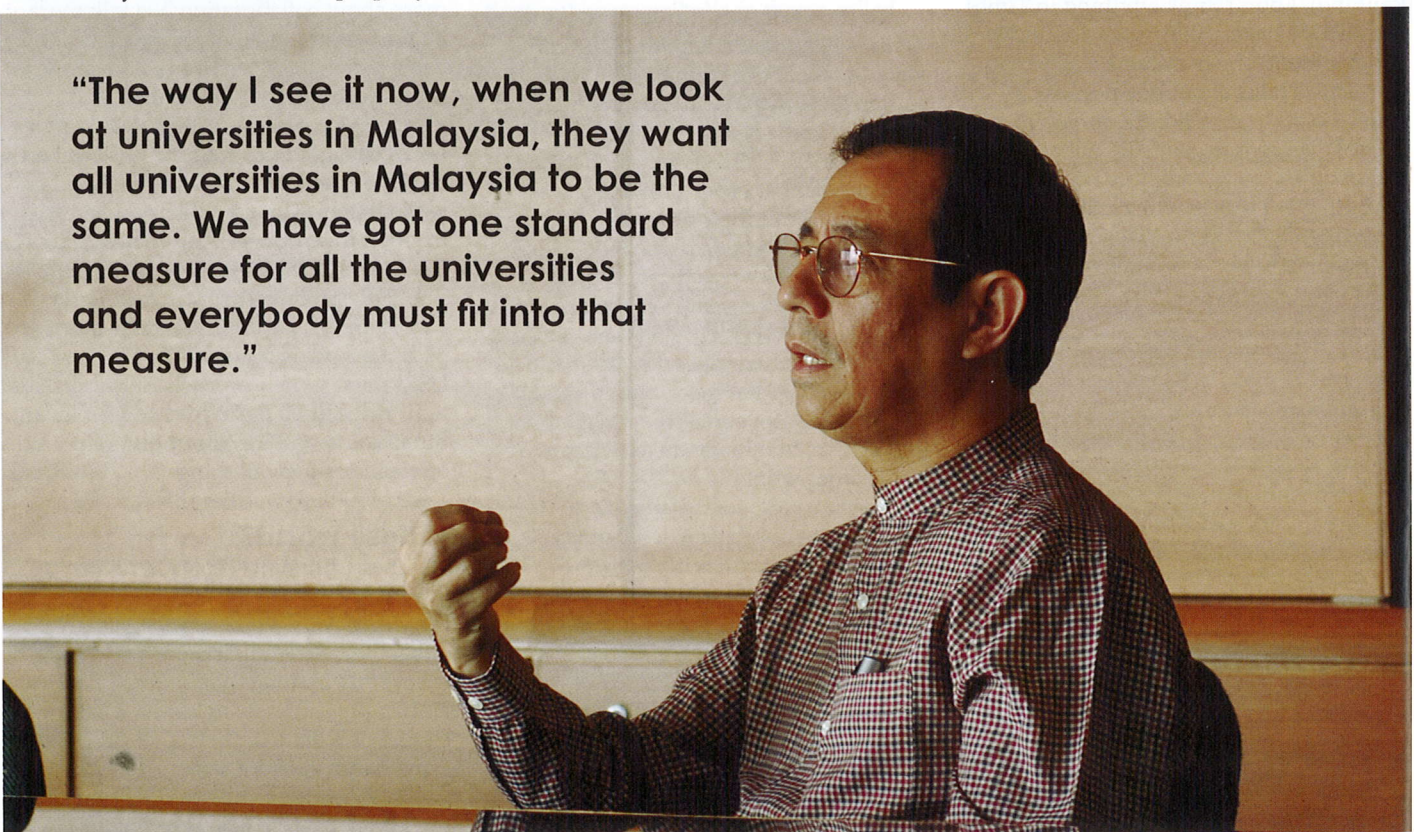 “The way I see it now, when we look
at universities in Malaysia, they want
all universities in Malaysia to be the
same. We have got one standard
measure for all the universities
and everybody must fit into that
measure.”